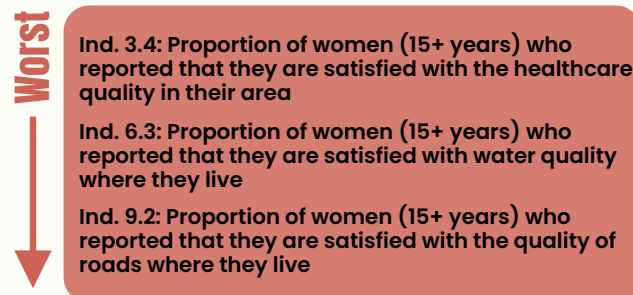 Worst
Ind. 3.4: Proportion of women (15+ years) who
reported that they are satisfied with the healthcare
quality in their area
Ind. 6.3: Proportion of women (15+ years) who
reported that they are satisfied with water quality
where they live
Ind. 9.2: Proportion of women (15+ years) who
reported that they are satisfied with the quality of
roads where they live